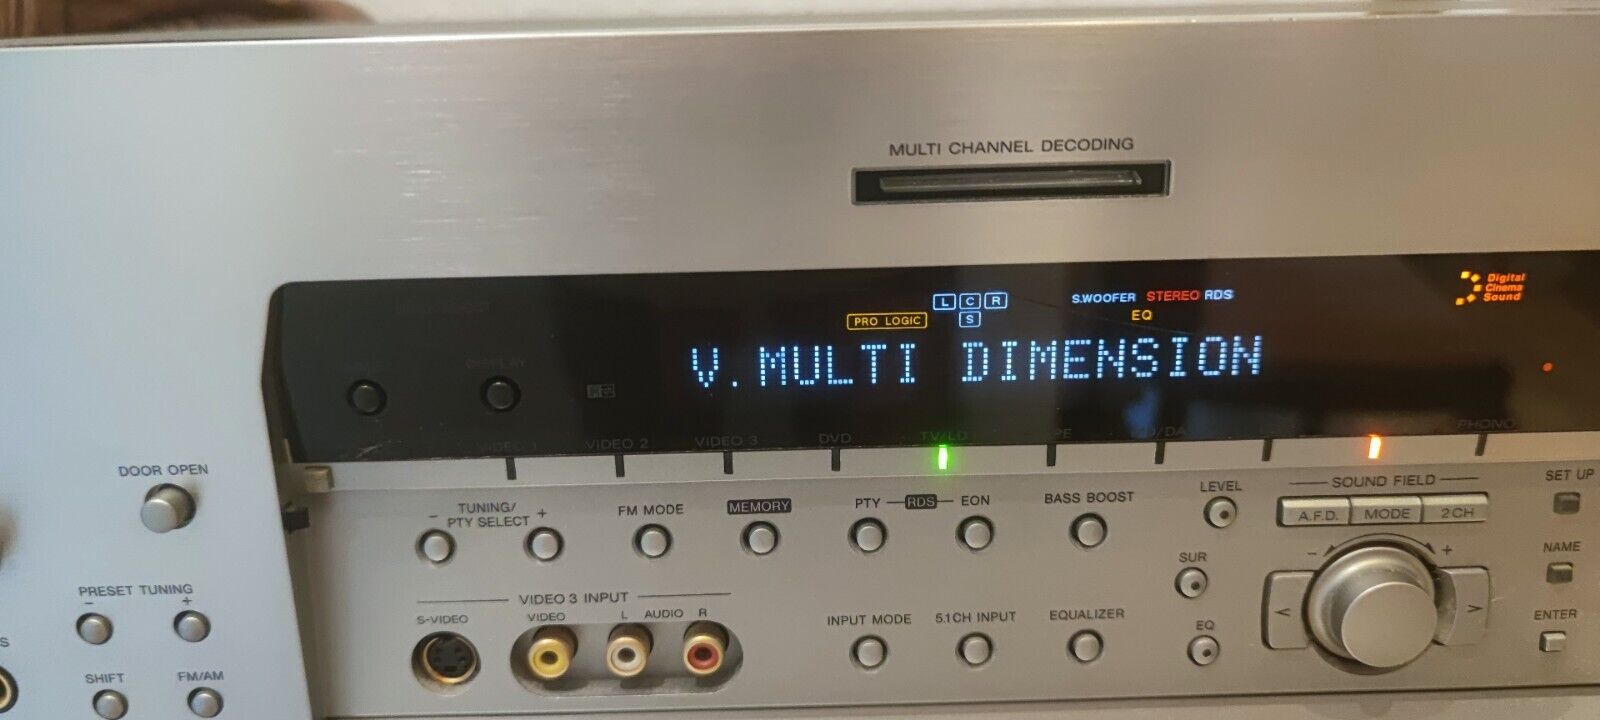 MULTI CHANNEL DECODING
L C R
S.WOOFER STEREO RDS
Digital
Cinema
Sound
PRO LOGIC
S
EQ
V.MULTI DIMENSION
DISPLAY
VIDEO 1 VIDEO 2 VIDEO 3 DVD TV/LD PHONO
DOOR OPEN
TUNING/
PTY SELECT
- +
FM MODE
MEMORY
PTY RDS EON
BASS BOOST
LEVEL
SOUND FIELD
A.F.D. MODE 2CH
SET UP
NAME
ENTER
- +
< >
SUR
EQ
PRESET TUNING
- +
SHIFT
FM/AM
VIDEO 3 INPUT
S-VIDEO VIDEO L AUDIO R
INPUT MODE
5.1CH INPUT
EQUALIZER